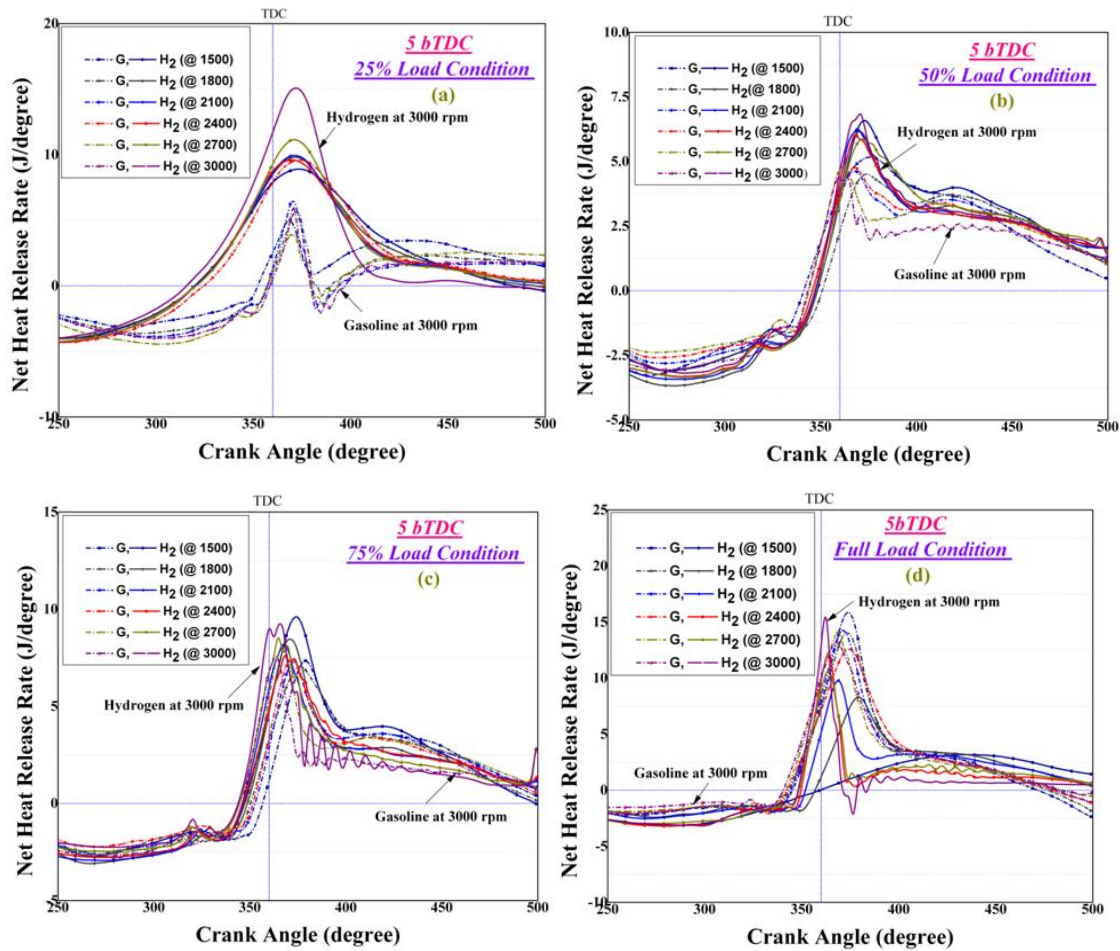 TDC
20
10
0
-10
5 bTDC
25% Load Condition
(a)
G, H2 (@ 1500)
G, H2 (@ 1800)
G, H2 (@ 2100)
G, H2 (@ 2400)
G, H2 (@ 2700)
G, H2 (@ 3000)
Hydrogen at 3000 rpm
Gasoline at 3000 rpm
Net Heat Release Rate (J/degree)
250 300 350 400 450 500
Crank Angle (degree)
TDC
10.0
7.5
5.0
2.5
0.0
-2.5
-5.0
5 bTDC
50% Load Condition
(b)
G, H2 (@ 1500)
G, H2(@ 1800)
G, H2 (@ 2100)
G, H2 (@ 2400)
G, H2 (@ 2700)
G, H2 (@ 3000)
Hydrogen at 3000 rpm
Gasoline at 3000 rpm
Net Heat Release Rate (J/degree)
250 300 350 400 450 500
Crank Angle (degree)
TDC
15
10
5
0
-5
5 bTDC
75% Load Condition
(c)
G, H2 (@ 1500)
G, H2 (@ 1800)
G, H2 (@ 2100)
G, H2 (@ 2400)
G, H2 (@ 2700)
G, H2 (@ 3000)
Hydrogen at 3000 rpm
Gasoline at 3000 rpm
Net Heat Release Rate (J/degree)
250 300 350 400 450 500
Crank Angle (degree)
TDC
25
20
15
10
5
0
-5
-10
5bTDC
Full Load Condition
(d)
G, H2 (@ 1500)
G, H2 (@ 1800)
G, H2 (@ 2100)
G, H2 (@ 2400)
G, H2 (@ 2700)
G, H2 (@ 3000)
Hydrogen at 3000 rpm
Gasoline at 3000 rpm
Net Heat Release Rate (J/degree)
250 300 350 400 450 500
Crank Angle (degree)